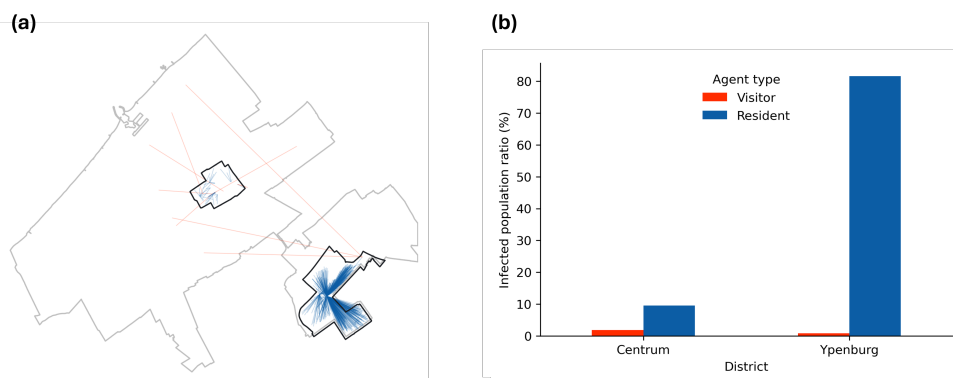 (a)
(b)
Infected population ratio (%)
80
70
60
50
40
30
20
10
0
Agent type
Visitor
Resident
Centrum
Ypenburg
District